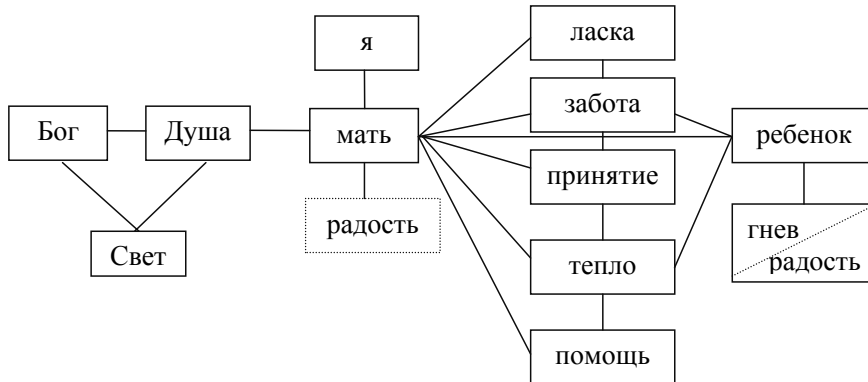 я
ласка
забота
Бог
Душа
мать
ребенок
принятие
радость
гнев
радость
Свет
тепло
помощь